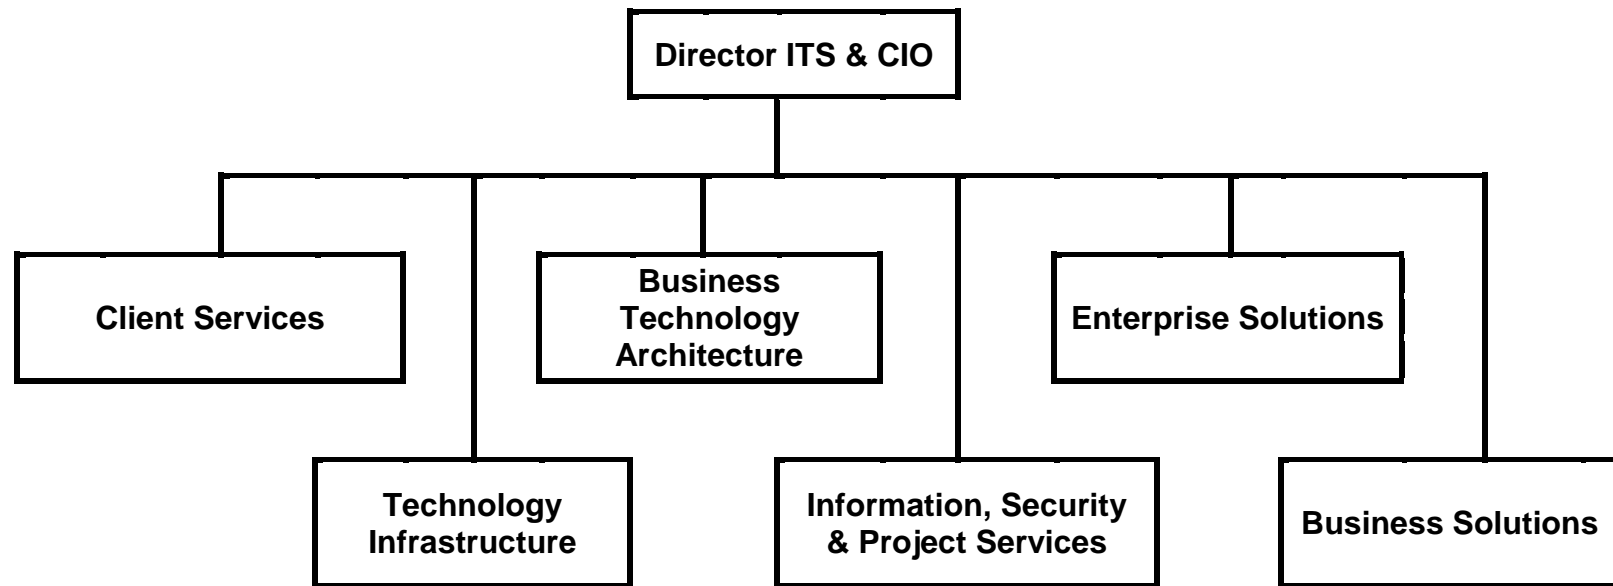 Director ITS & CIO
Client Services
Business
Technology
Architecture
Enterprise Solutions
Technology
Infrastructure
Information, Security
& Project Services
Business Solutions